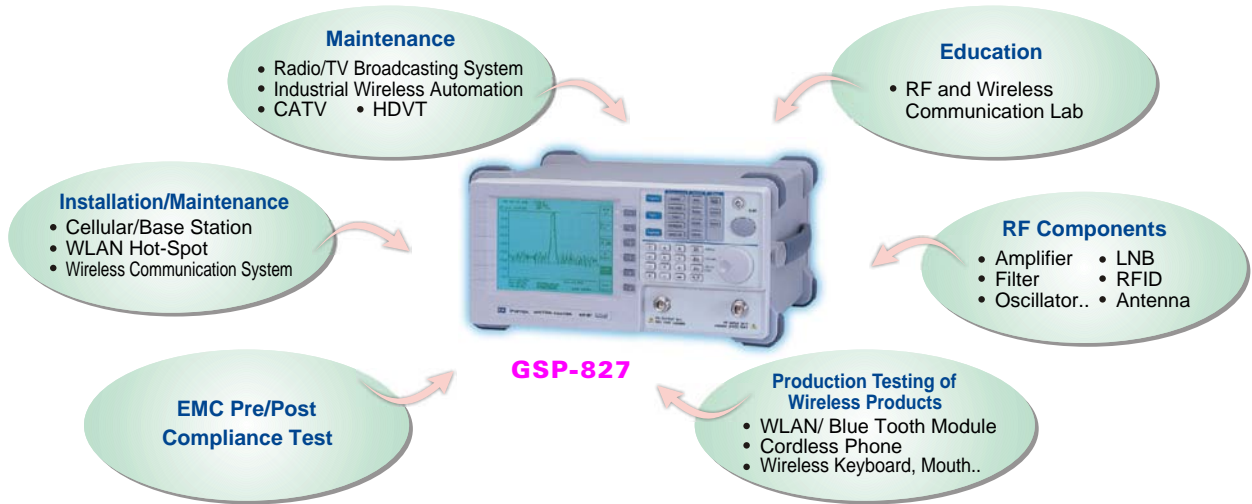 Maintenance
• Radio/TV Broadcasting System
• Industrial Wireless Automation
• CATV • HDVT
Education
• RF and Wireless
Communication Lab
Installation/Maintenance
• Cellular/Base Station
• WLAN Hot-Spot
• Wireless Communication System
RF Components
• Amplifier • LNB
• Filter • RFID
• Oscillator.. • Antenna
GSP-827
EMC Pre/Post
Compliance Test
Production Testing of
Wireless Products
• WLAN/ Blue Tooth Module
• Cordless Phone
• Wireless Keyboard, Mouth..